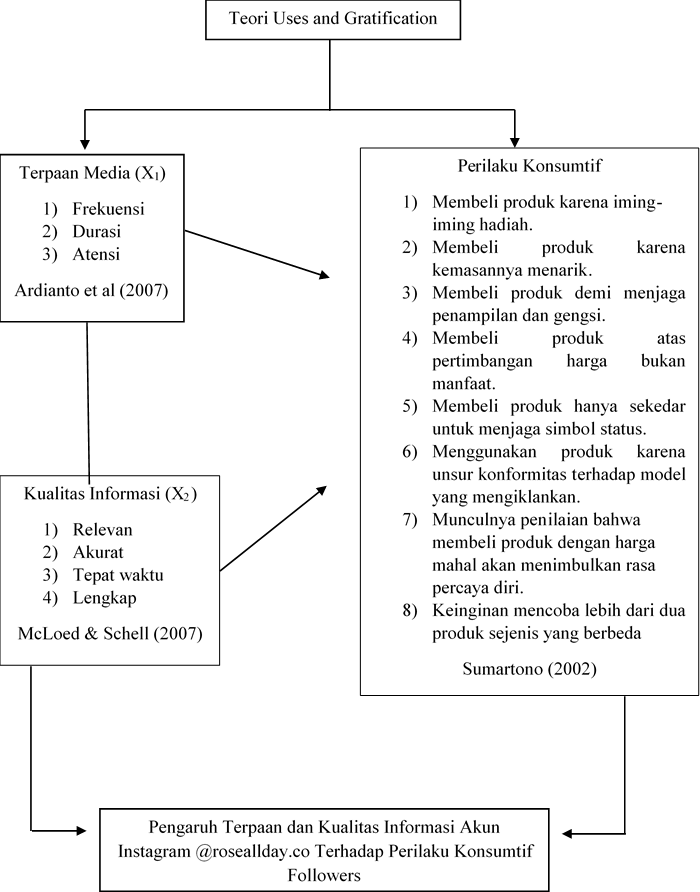 Teori Uses and Gratification
Terpaan Media (X₁)
1) Frekuensi
2) Durasi
3) Atensi
Ardianto et al (2007)
Kualitas Informasi (X₂)
1) Relevan
2) Akurat
3) Tepat waktu
4) Lengkap
McLoed & Schell (2007)
Perilaku Konsumtif
1) Membeli produk karena iming-
iming hadiah.
2) Membeli produk karena
kemasannya menarik.
3) Membeli produk demi menjaga
penampilan dan gengsi.
4) Membeli produk atas
pertimbangan harga bukan
manfaat.
5) Membeli produk hanya sekedar
untuk menjaga simbol status.
6) Menggunakan produk karena
unsur konformitas terhadap model
yang mengiklankan.
7) Munculnya penilaian bahwa
membeli produk dengan harga
mahal akan menimbulkan rasa
percaya diri.
8) Keinginan mencoba lebih dari dua
produk sejenis yang berbeda
Sumartono (2002)
Pengaruh Terpaan dan Kualitas Informasi Akun
Instagram @roseallday.co Terhadap Perilaku Konsumtif
Followers